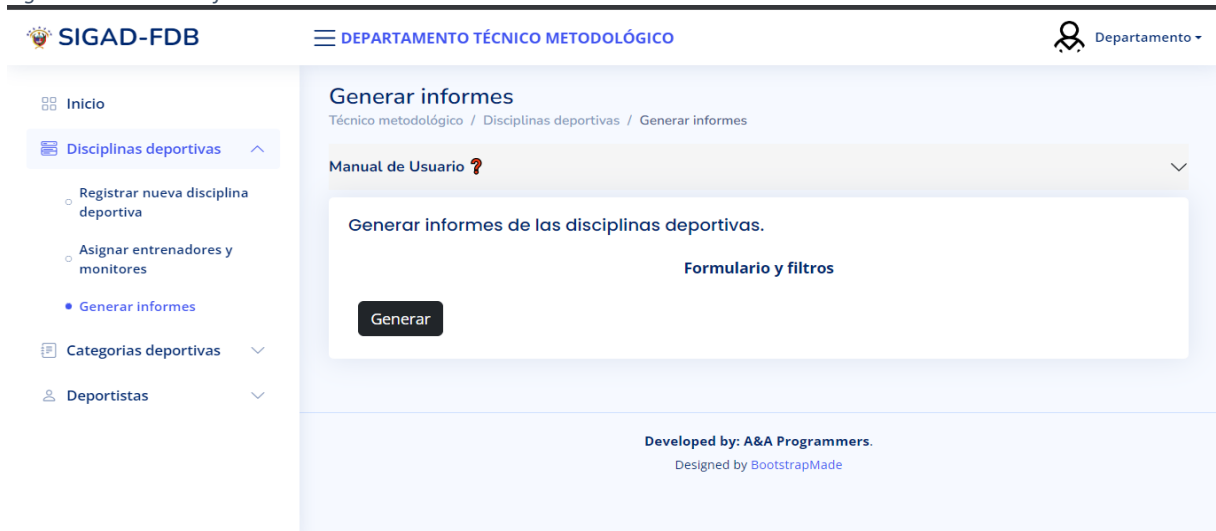 SIGAD-FDB
DEPARTAMENTO TÉCNICO METODOLÓGICO
Departamento
Inicio
Disciplinas deportivas
Registrar nueva disciplina
deportiva
Asignar entrenadores y
monitores
Generar informes
Categorias deportivas
Deportistas
Generar informes
Técnico metodológico / Disciplinas deportivas / Generar informes
Manual de Usuario ❓
Generar informes de las disciplinas deportivas.
Formulario y filtros
Generar
Developed by: A&A Programmers.
Designed by BootstrapMade